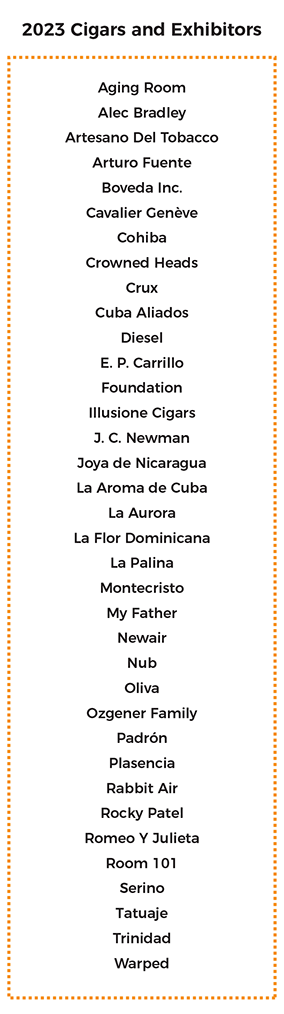 2023 Cigars and Exhibitors
Aging Room
Alec Bradley
Artesano Del Tobacco
Arturo Fuente
Boveda Inc.
Cavalier Genève
Cohiba
Crowned Heads
Crux
Cuba Aliados
Diesel
E. P. Carrillo
Foundation
Illusione Cigars
J. C. Newman
Joya de Nicaragua
La Aroma de Cuba
La Aurora
La Flor Dominicana
La Palina
Montecristo
My Father
Newair
Nub
Oliva
Ozgener Family
Padrón
Plasencia
Rabbit Air
Rocky Patel
Romeo Y Julieta
Room 101
Serino
Tatuaje
Trinidad
Warped